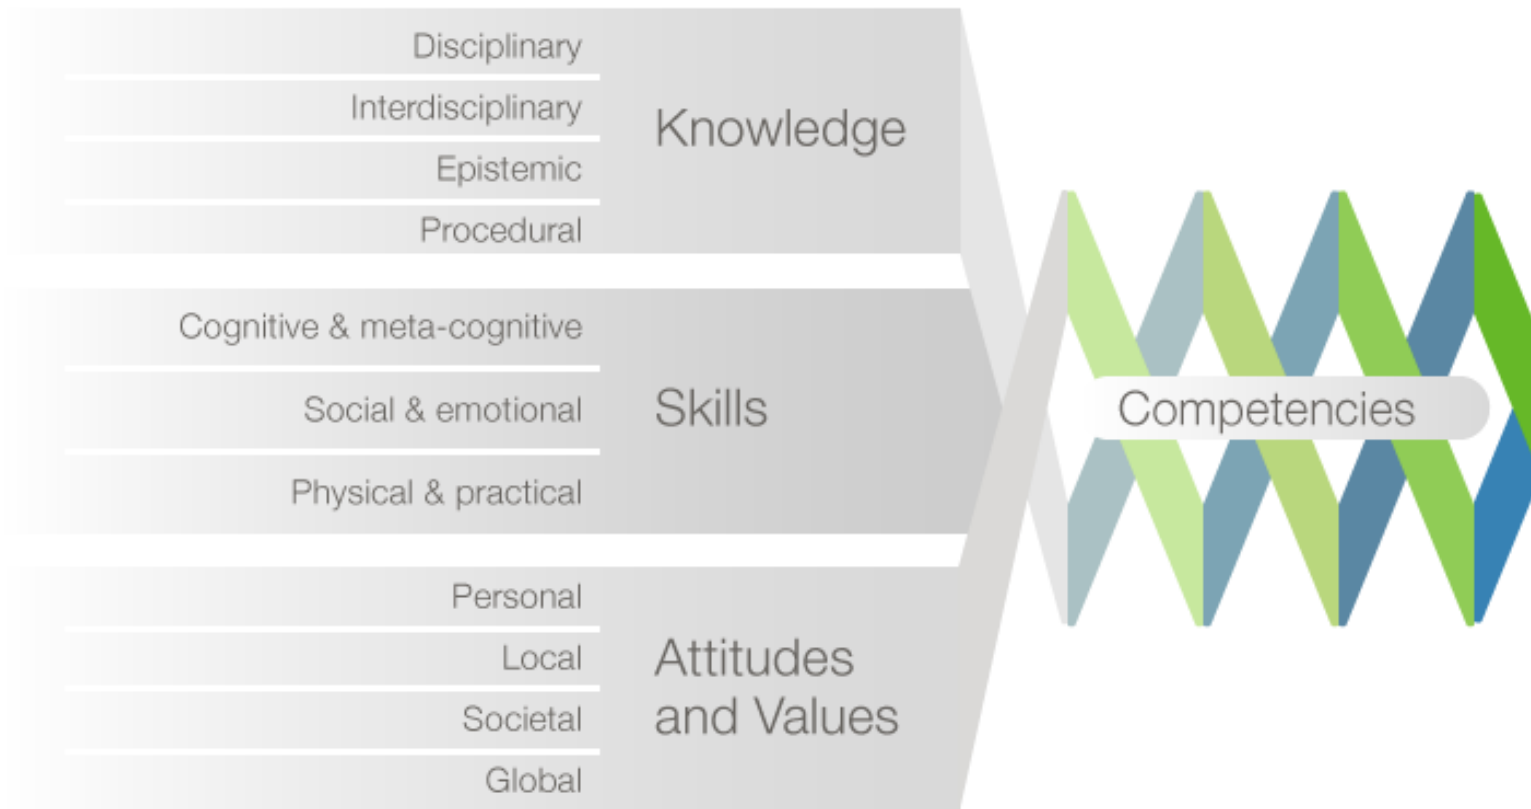 Disciplinary
Interdisciplinary
Epistemic
Procedural
Knowledge
Cognitive & meta-cognitive
Social & emotional
Physical & practical
Skills
Personal
Local
Societal
Global
Attitudes
and Values
Competencies